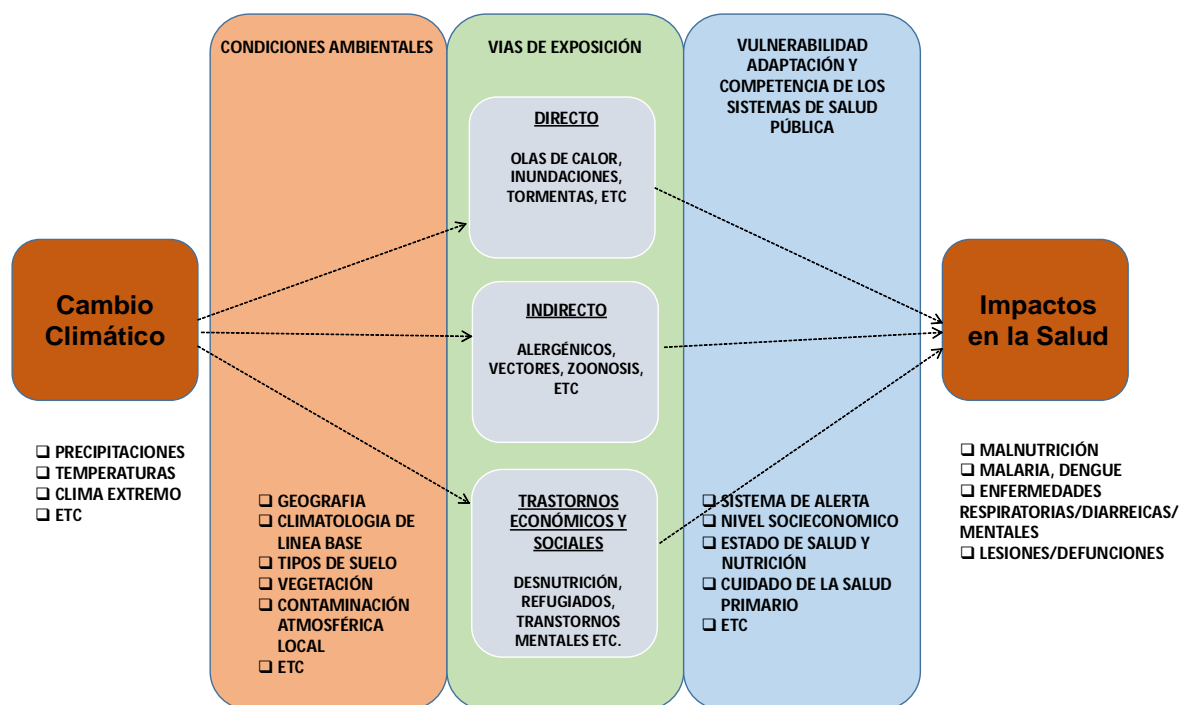 CONDICIONES AMBIENTALES
VIAS DE EXPOSICIÓN
VULNERABILIDAD
ADAPTACIÓN Y
COMPETENCIA DE LOS
SISTEMAS DE SALUD
PÚBLICA
Cambio
Climático
❑ PRECIPITACIONES
❑ TEMPERATURAS
❑ CLIMA EXTREMO
❑ ETC
❑ GEOGRAFIA
❑ CLIMATOLOGIA DE
LINEA BASE
❑ TIPOS DE SUELO
❑ VEGETACIÓN
❑ CONTAMINACIÓN
ATMOSFÉRICA
LOCAL
❑ ETC
DIRECTO
OLAS DE CALOR,
INUNDACIONES,
TORMENTAS, ETC
INDIRECTO
ALERGÉNICOS,
VECTORES, ZOONOSIS,
ETC
TRASTORNOS
ECONÓMICOS Y
SOCIALES
DESNUTRICIÓN,
REFUGIADOS,
TRANSTORNOS
MENTALES ETC.
❑ SISTEMA DE ALERTA
❑ NIVEL SOCIECONOMICO
❑ ESTADO DE SALUD Y
NUTRICIÓN
❑ CUIDADO DE LA SALUD
PRIMARIO
❑ ETC
Impactos
en la Salud
❑ MALNUTRICIÓN
❑ MALARIA, DENGUE
❑ ENFERMEDADES
RESPIRATORIAS/DIARREICAS/
MENTALES
❑ LESIONES/DEFUNCIONES